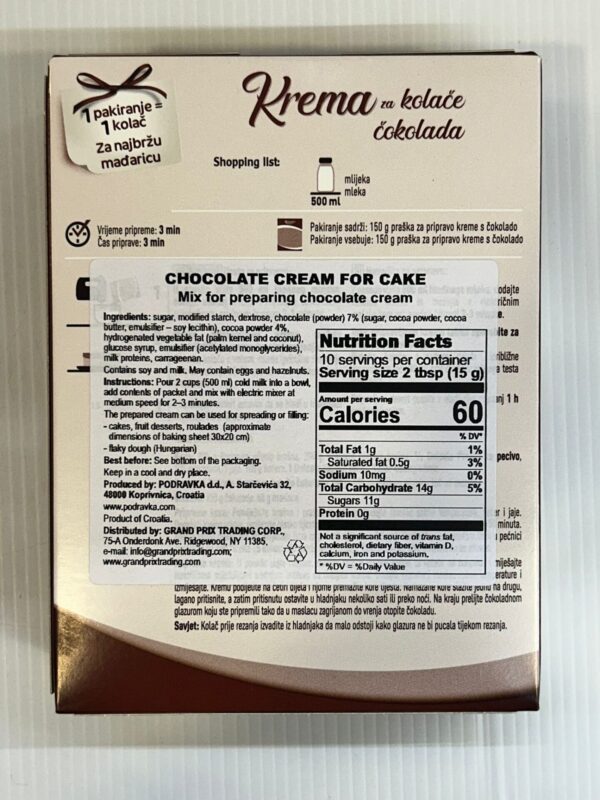 1 pakiranje =
1 kolač
Za najbržu
mađaricu
Krema za kolače
čokolada
Shopping list:
mlijeka
mleka
500 ml
Vrijeme pripreme: 3 min
Čas priprave: 3 min
Pakiranje sadrži: 150 g praška za pripravo kreme s čokolado
Pakiranje vsebuje: 150 g praška za pripravo kreme s čokolado
CHOCOLATE CREAM FOR CAKE
Mix for preparing chocolate cream
Ingredients: sugar, modified starch, dextrose, chocolate (powder) 7% (sugar, cocoa powder, cocoa
butter, emulsifier – soy lecithin), cocoa powder 4%,
hydrogenated vegetable fat (palm kernel and coconut),
glucose syrup, emulsifier (acetylated monoglycerides),
milk proteins, carrageenan.
Contains soy and milk. May contain eggs and hazelnuts.
Instructions: Pour 2 cups (500 ml) cold milk into a bowl,
add contents of packet and mix with electric mixer at
medium speed for 2–3 minutes.
The prepared cream can be used for spreading or filling:
- cakes, fruit desserts, roulades (approximate
dimensions of baking sheet 30x20 cm)
- flaky dough (Hungarian)
Best before: See bottom of the packaging.
Keep in a cool and dry place.
Produced by: PODRAVKA d.d., A. Starčevića 32,
48000 Koprivnica, Croatia
www.podravka.com
Product of Croatia.
Distributed by: GRAND PRIX TRADING CORP.,
75-A Onderdonk Ave. Ridgewood, NY 11385,
e-mail: info@grandprixtrading.com;
www.grandprixtrading.com
Nutrition Facts
10 servings per container
Serving size 2 tbsp (15 g)
Amount per serving
Calories 60
% DV*
Total Fat 1g 1%
Saturated fat 0.5g 3%
Sodium 10mg 0%
Total Carbohydrate 14g 5%
Sugars 11g
Protein 0g
Not a significant source of trans fat,
cholesterol, dietary fiber, vitamin D,
calcium, iron and potassium.
* %DV = %Daily Value
izmiješajte. Kremu podijelite na četiri dijela i njome premažite kore tijesta. Namazane kore složite jednu na drugu,
lagano pritisnite, a zatim pritisnutu ostavite u hladnjaku nekoliko sati ili preko noći. Na kraju prelijte čokoladnom
glazurom koju ste pripremili tako da u maslacu zagrijanom do vrenja otopite čokoladu.
Savjet: Kolač prije rezanja izvadite iz hladnjaka da malo odstoji kako glazura ne bi pucala tijekom rezanja.